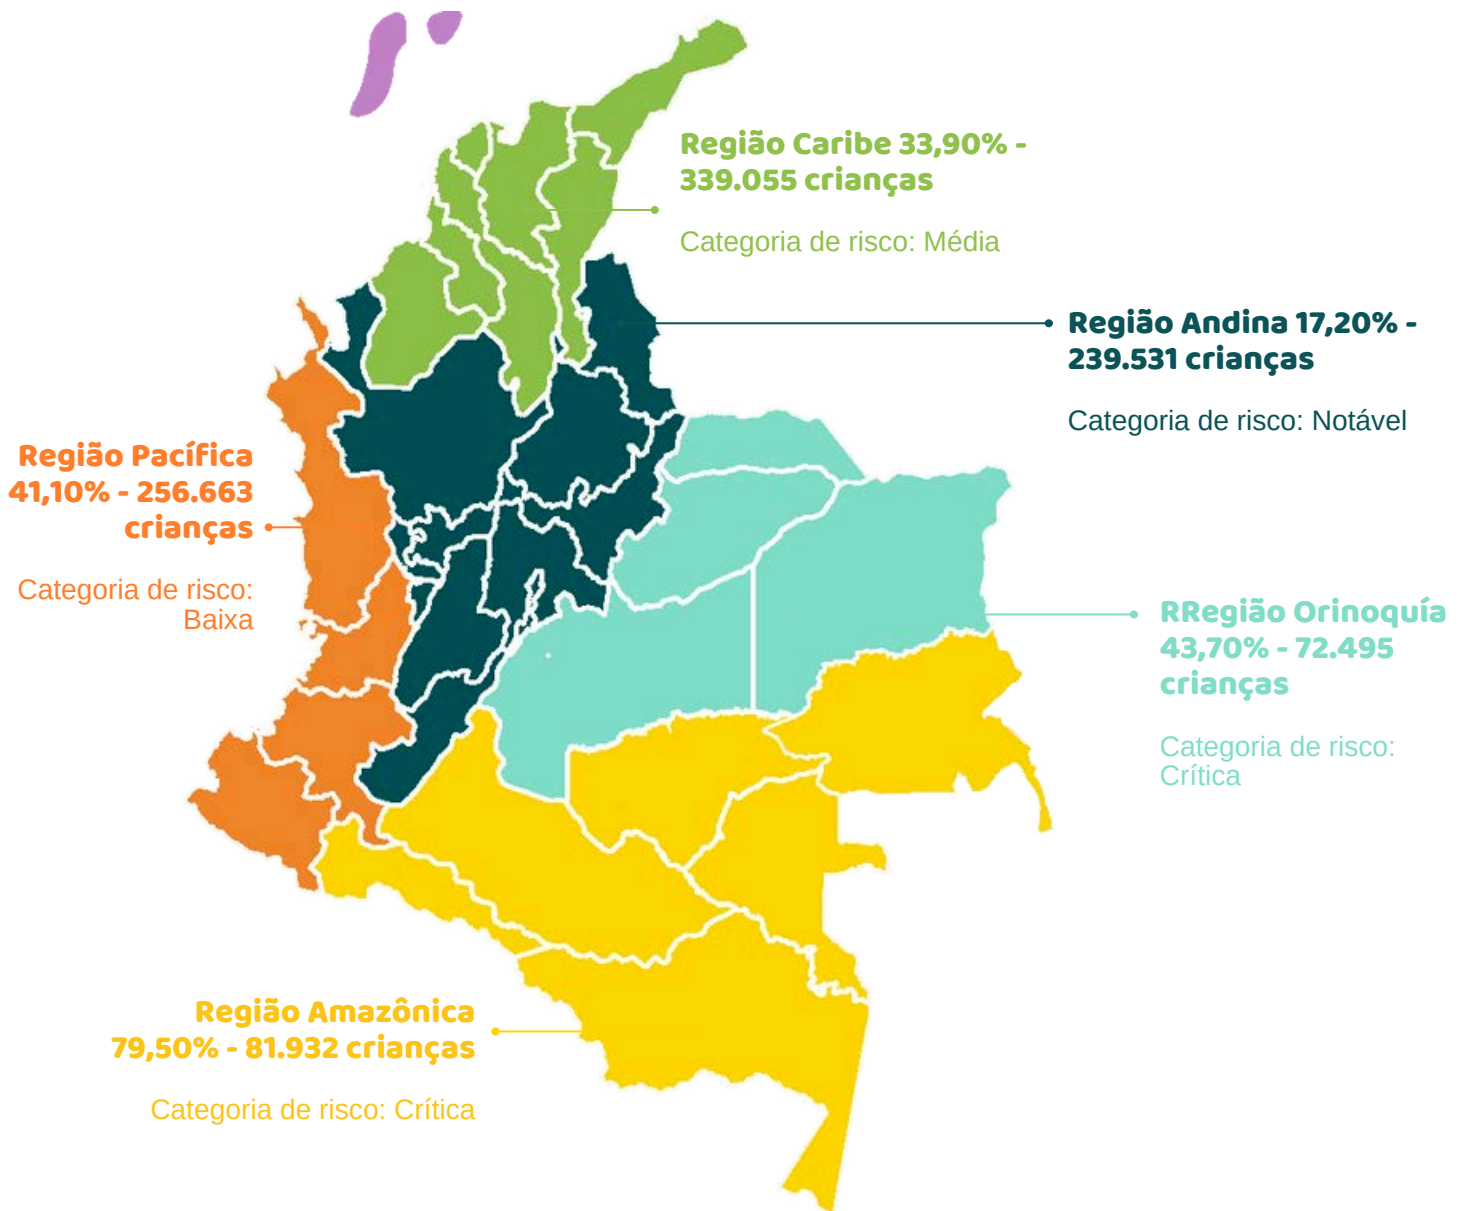 Região Caribe 33,90% -
339.055 crianças
Categoria de risco: Média
Região Andina 17,20% -
239.531 crianças
Categoria de risco: Notável
Região Pacífica
41,10% - 256.663
crianças
Categoria de risco:
Baixa
RRegião Orinoquía
43,70% - 72.495
crianças
Categoria de risco:
Crítica
Região Amazônica
79,50% - 81.932 crianças
Categoria de risco: Crítica